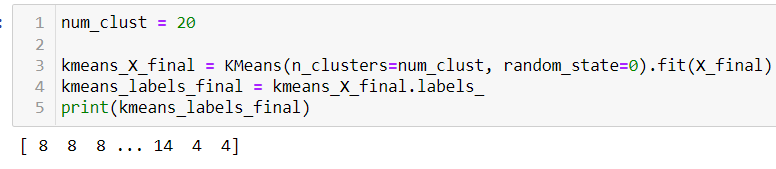 1 num_clust = 20
2
3 kmeans_X_final = KMeans(n_clusters=num_clust, random_state=0).fit(X_final)
4 kmeans_labels_final = kmeans_X_final.labels_
5 print(kmeans_labels_final)
[ 8  8  8 ... 14  4  4]